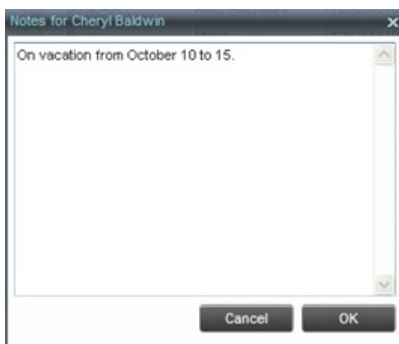 Notes for Cheryl Baldwin
On vacation from October 10 to 15.
Cancel
OK